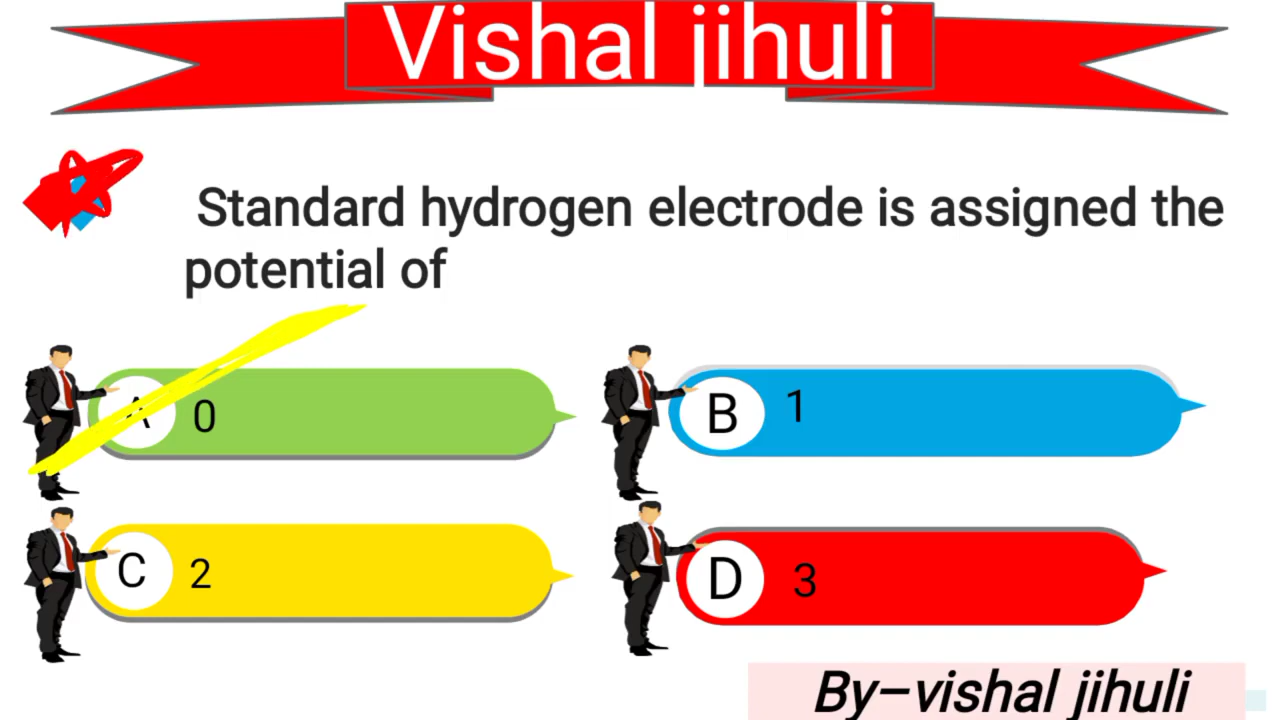 Vishal jihuli
Standard hydrogen electrode is assigned the
potential of
A 0
B 1
C 2
D 3
By-vishal jihuli